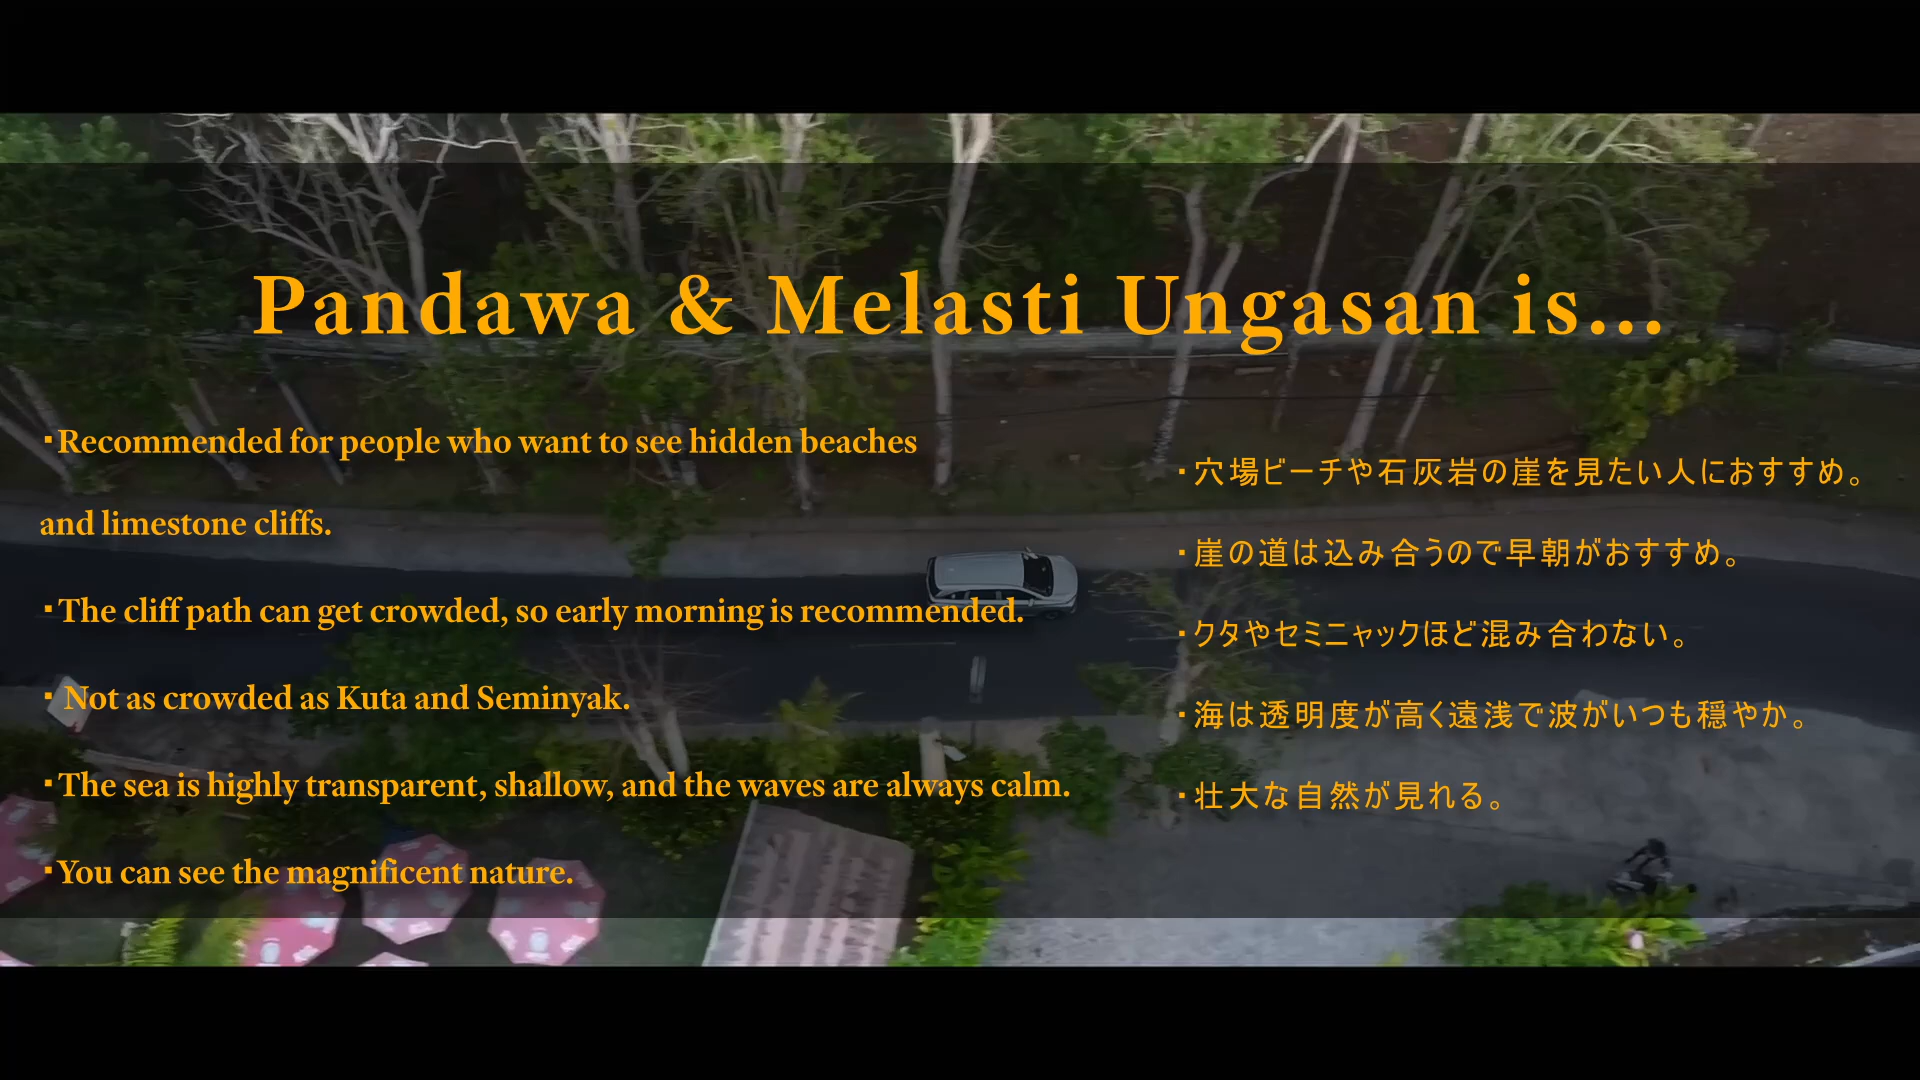 Pandawa & Melasti Ungasan is...
・Recommended for people who want to see hidden beaches
and limestone cliffs.
・The cliff path can get crowded, so early morning is recommended.
・ Not as crowded as Kuta and Seminyak.
・The sea is highly transparent, shallow, and the waves are always calm.
・You can see the magnificent nature.
・穴場ビーチや石灰岩の崖を見たい人におすすめ。
・崖の道は込み合うので早朝がおすすめ。
・クタやセミニャックほど混み合わない。
・海は透明度が高く遠浅で波がいつも穏やか。
・壮大な自然が見れる。